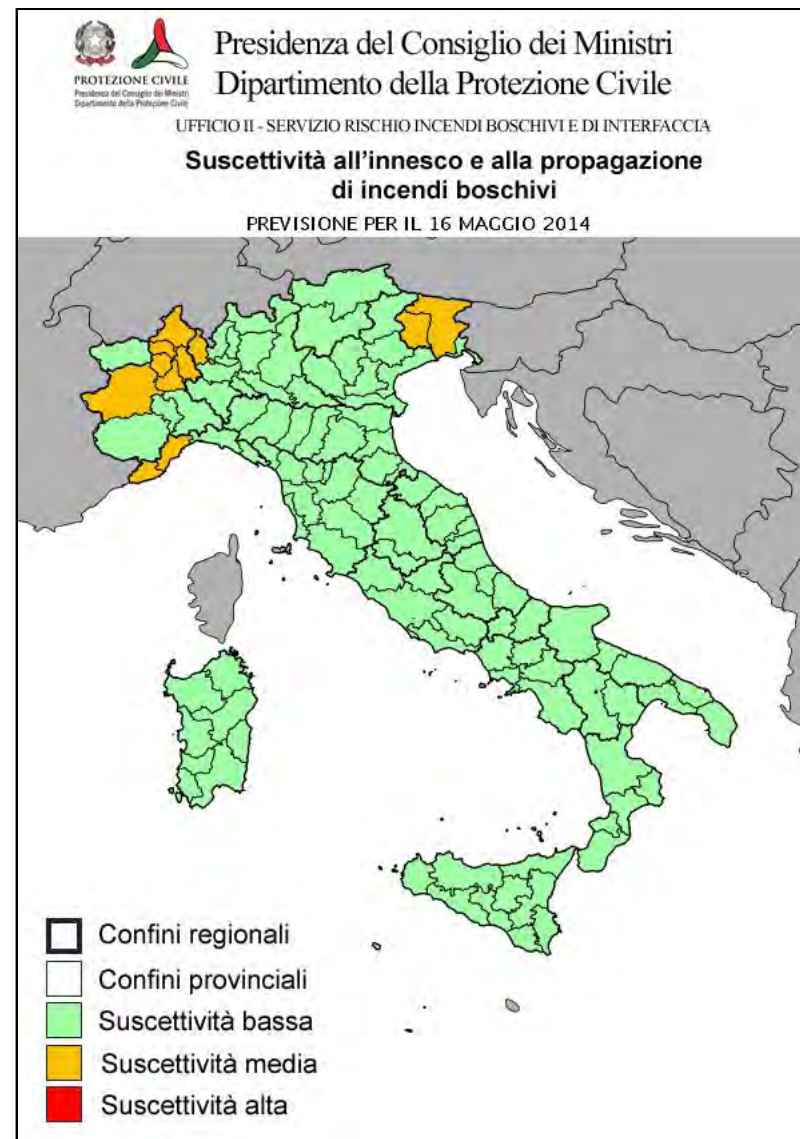 PROTEZIONE CIVILE
Presidenza del Consiglio dei Ministri
Dipartimento della Protezione Civile
Presidenza del Consiglio dei Ministri
Dipartimento della Protezione Civile
UFFICIO II - SERVIZIO RISCHIO INCENDI BOSCHIVI E DI INTERFACCIA
Suscettività all'innesco e alla propagazione
di incendi boschivi
PREVISIONE PER IL 16 MAGGIO 2014
Confini regionali
Confini provinciali
Suscettività bassa
Suscettività media
Suscettività alta